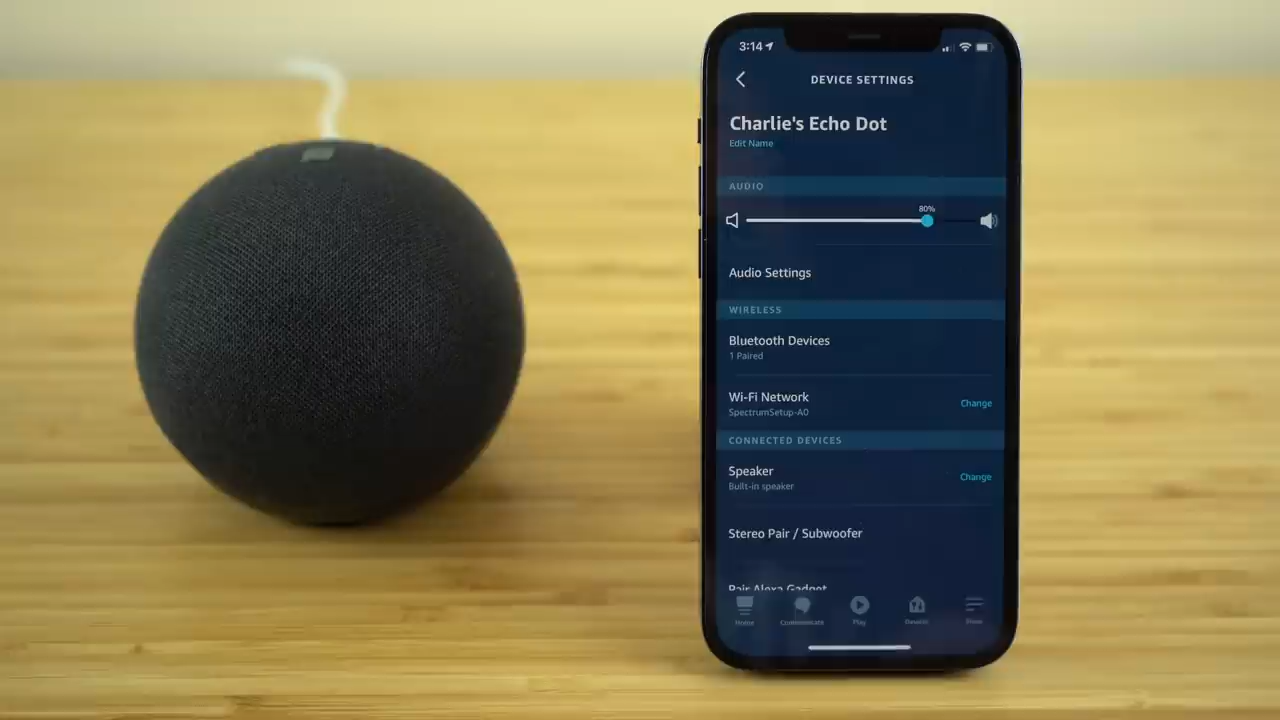 3:14
DEVICE SETTINGS
Charlie's Echo Dot
Edit Name
AUDIO
80%
Audio Settings
WIRELESS
Bluetooth Devices
1 Paired
Wi-Fi Network
SpectrumSetup-A0
Change
CONNECTED DEVICES
Speaker
Built-in speaker
Change
Stereo Pair / Subwoofer
Pair Alexa Gadget
Home Communicate Play Devices More